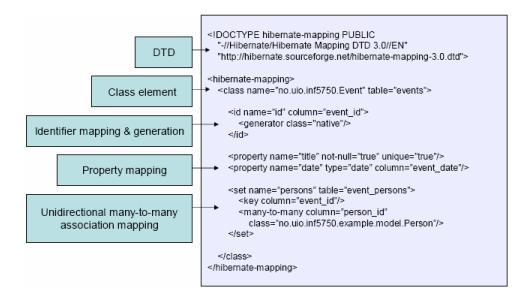 DTD
Class element
Identifier mapping & generation
Property mapping
Unidirectional many-to-many
association mapping
<!DOCTYPE hibernate-mapping PUBLIC
"-//Hibernate/Hibernate Mapping DTD 3.0//EN"
"http://hibernate.sourceforge.net/hibernate-mapping-3.0.dtd">
<hibernate-mapping>
<class name="no.uio.inf5750.Event" table="events">
<id name="id" column="event_id">
<generator class="native"/>
</id>
<property name="title" not-null="true" unique="true"/>
<property name="date" type="date" column="event_date"/>
<set name="persons" table="event_persons">
<key column="event_id"/>
<many-to-many column="person_id"
class="no.uio.inf5750.example.model.Person"/>
</set>
</class>
</hibernate-mapping>